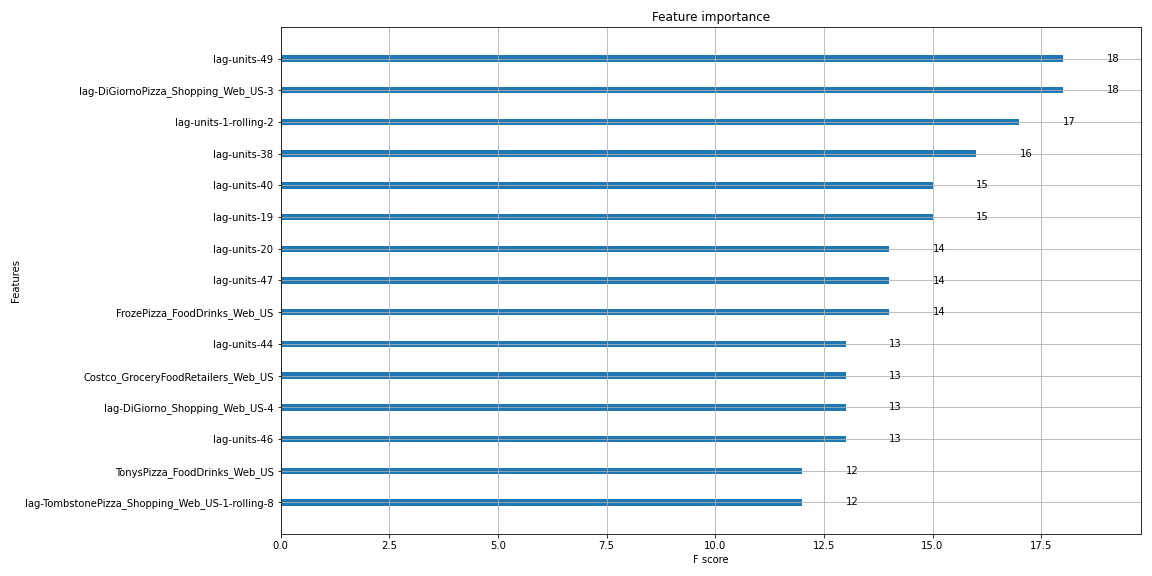 Feature importance
lag-units-49 18
lag-DiGiornoPizza_Shopping_Web_US-3 18
lag-units-1-rolling-2 17
lag-units-38 16
lag-units-40 15
lag-units-19 15
lag-units-20 14
lag-units-47 14
FrozePizza_FoodDrinks_Web_US 14
lag-units-44 13
Costco_GroceryFoodRetailers_Web_US 13
lag-DiGiorno_Shopping_Web_US-4 13
lag-units-46 13
TonysPizza_FoodDrinks_Web_US 12
lag-TombstonePizza_Shopping_Web_US-1-rolling-8 12
Features
0.0 2.5 5.0 7.5 10.0 12.5 15.0 17.5
F score